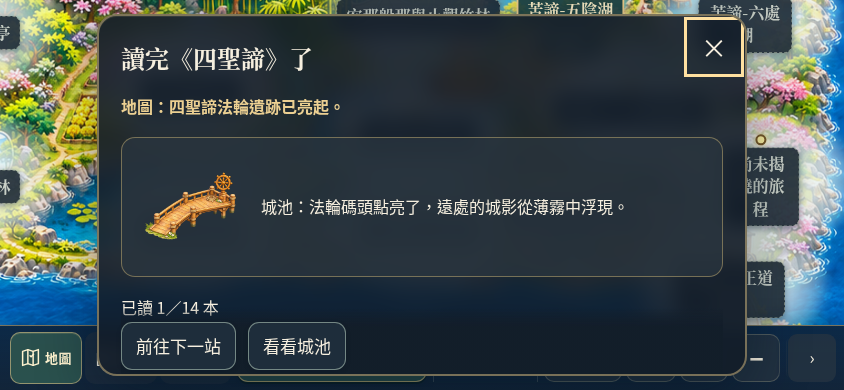 苦諦-五陰湖
苦諦-六處
湖
亭
讀完《四聖諦》了
地圖：四聖諦法輪遺跡已亮起。
城池：法輪碼頭點亮了，遠處的城影從薄霧中浮現。
尚未揭
曉的旅
程
林
正道
已讀 1／14 本
前往下一站
看看城池
地圖